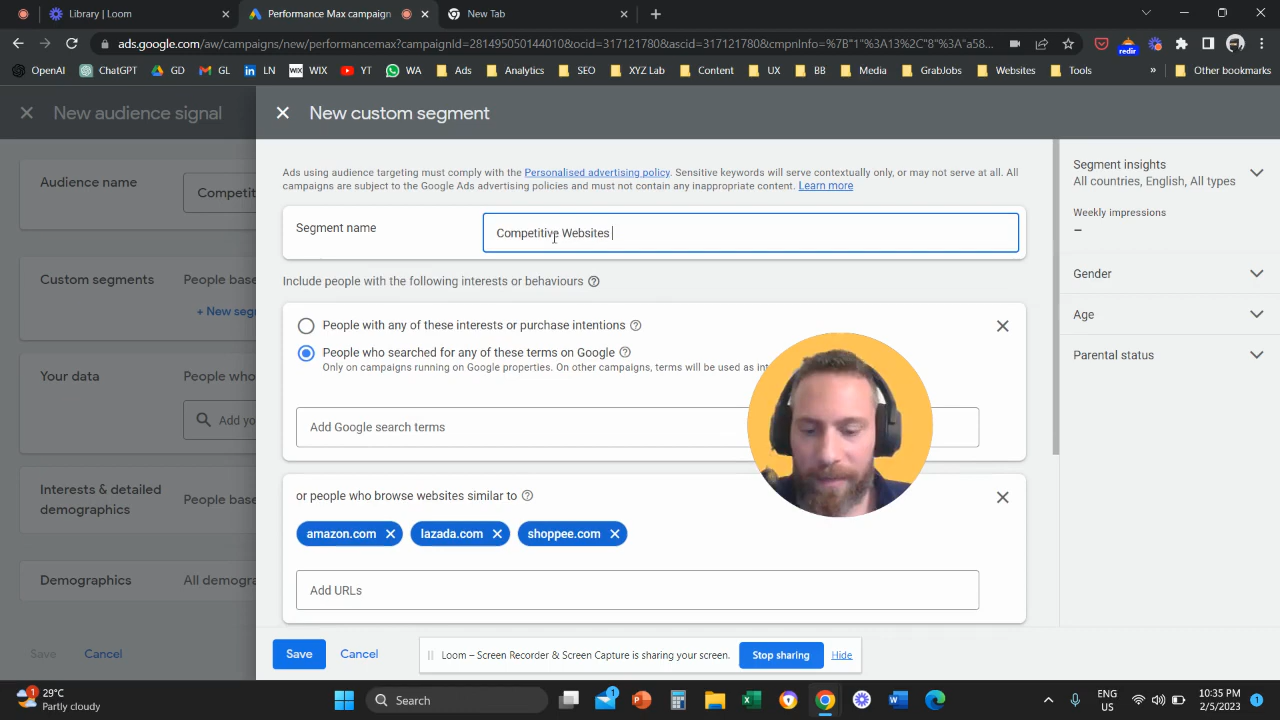 Library | Loom
Performance Max campaign
New Tab
ads.google.com/aw/campaigns/new/performancemax?campaignId=281495050144010&ocid=317121780&ascid=317121780&cmpnInfo=%7B"1"%3A13%2C"8"%3A"a58...
redir
OpenAI
ChatGPT
GD
GL
LN
WIX
WIX
YT
WA
Ads
Analytics
SEO
XYZ Lab
Content
UX
BB
Media
GrabJobs
Websites
Tools
»
Other bookmarks
New audience signal
New custom segment
Audience name
Competit
Custom segments
People based
+ New seg
Your data
People who
Add yo
Interests & detailed
demographics
People base
Demographics
All demogra
Save
Cancel
Ads using audience targeting must comply with the Personalised advertising policy. Sensitive keywords will serve contextually only, or may not serve at all. All
campaigns are subject to the Google Ads advertising policies and must not contain any inappropriate content. Learn more
Segment name
Competitive Websites
Include people with the following interests or behaviours
People with any of these interests or purchase intentions
People who searched for any of these terms on Google
Only on campaigns running on Google properties. On other campaigns, terms will be used as int
Add Google search terms
or people who browse websites similar to
amazon.com
lazada.com
shoppee.com
Add URLs
Save
Cancel
Segment insights
All countries, English, All types
Weekly impressions
–
Gender
Age
Parental status
Loom – Screen Recorder & Screen Capture is sharing your screen.
Stop sharing
Hide
1
29°C
Partly cloudy
Search
1
ENG
US
10:35 PM
2/5/2023
1